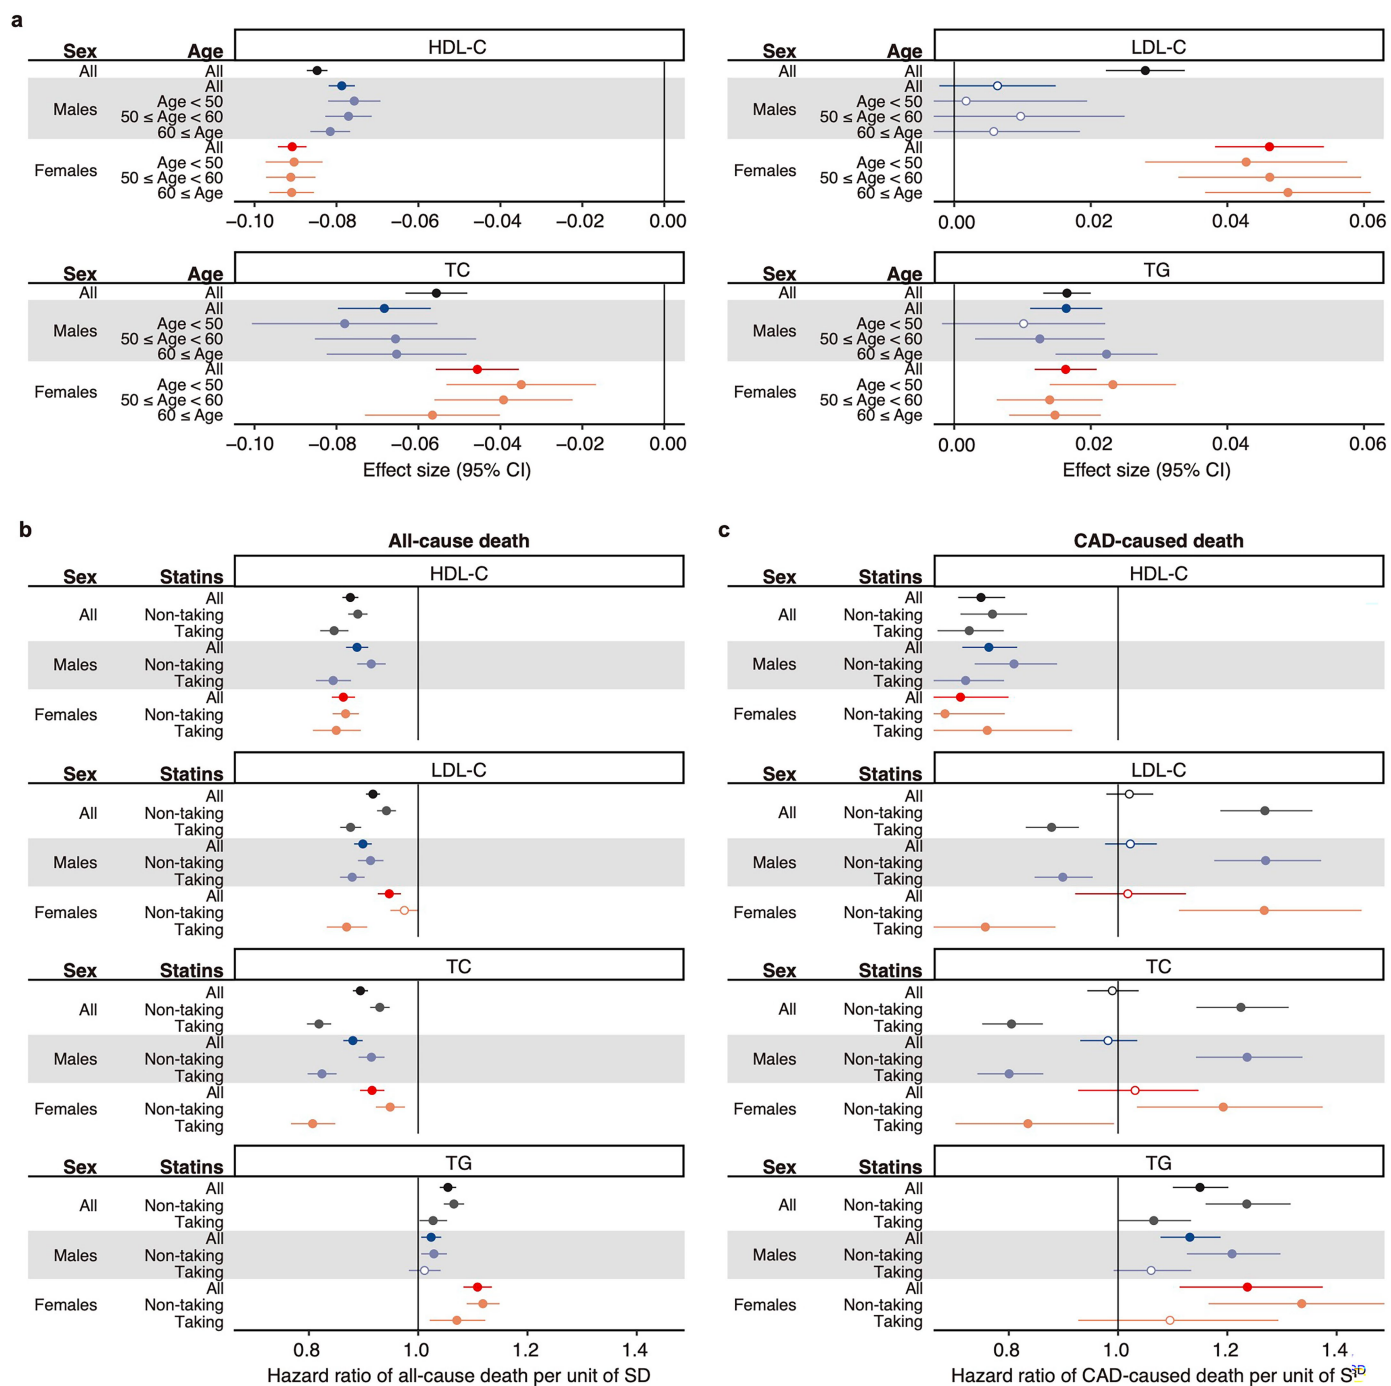 a
Sex Age HDL-C
All All
All
Males Age < 50
50 ≤ Age < 60
60 ≤ Age
All
Females Age < 50
50 ≤ Age < 60
60 ≤ Age
−0.10 −0.08 −0.06 −0.04 −0.02 0.00
Sex Age LDL-C
All All
All
Males Age < 50
50 ≤ Age < 60
60 ≤ Age
All
Females Age < 50
50 ≤ Age < 60
60 ≤ Age
0.00 0.02 0.04 0.06
Sex Age TC
All All
All
Males Age < 50
50 ≤ Age < 60
60 ≤ Age
All
Females Age < 50
50 ≤ Age < 60
60 ≤ Age
−0.10 −0.08 −0.06 −0.04 −0.02 0.00
Effect size (95% CI)
Sex Age TG
All All
All
Males Age < 50
50 ≤ Age < 60
60 ≤ Age
All
Females Age < 50
50 ≤ Age < 60
60 ≤ Age
0.00 0.02 0.04 0.06
Effect size (95% CI)
b
All-cause death
Sex Statins HDL-C
All
All Non-taking
Taking
All
Males Non-taking
Taking
All
Females Non-taking
Taking
Sex Statins LDL-C
All
All Non-taking
Taking
All
Males Non-taking
Taking
All
Females Non-taking
Taking
Sex Statins TC
All
All Non-taking
Taking
All
Males Non-taking
Taking
All
Females Non-taking
Taking
Sex Statins TG
All
All Non-taking
Taking
All
Males Non-taking
Taking
All
Females Non-taking
Taking
0.8 1.0 1.2 1.4
Hazard ratio of all-cause death per unit of SD
c
CAD-caused death
Sex Statins HDL-C
All
All Non-taking
Taking
All
Males Non-taking
Taking
All
Females Non-taking
Taking
Sex Statins LDL-C
All
All Non-taking
Taking
All
Males Non-taking
Taking
All
Females Non-taking
Taking
Sex Statins TC
All
All Non-taking
Taking
All
Males Non-taking
Taking
All
Females Non-taking
Taking
Sex Statins TG
All
All Non-taking
Taking
All
Males Non-taking
Taking
All
Females Non-taking
Taking
0.8 1.0 1.2 1.4
Hazard ratio of CAD-caused death per unit of